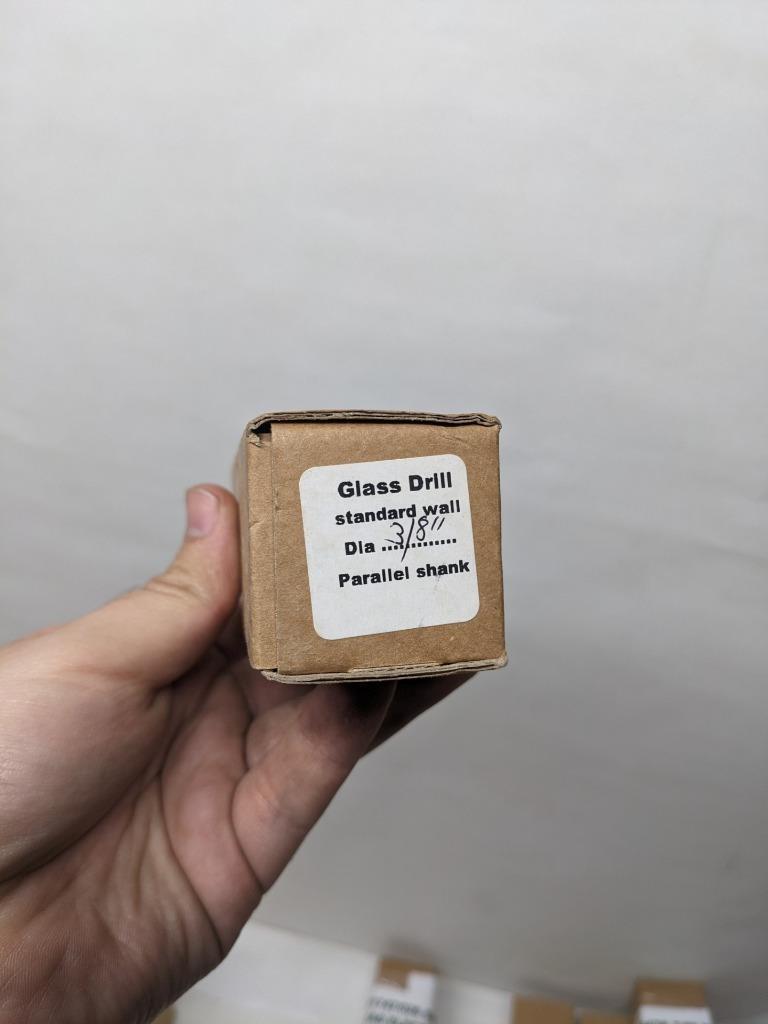 Glass Drill
standard wall
Dia 3/8"
Parallel shank